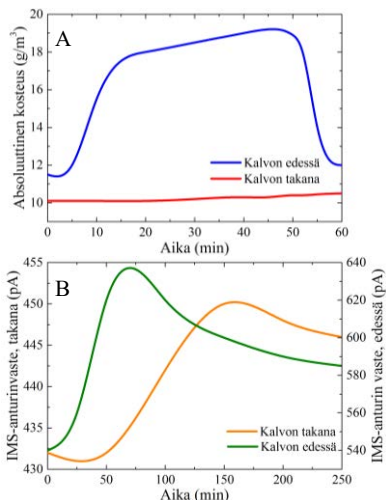 A
Absoluuttinen kosteus (g/m³)
20
18
16
14
12
10
Kalvon edessä
Kalvon takana
0 10 20 30 40 50 60
Aika (min)
B
IMS-anturinvaste, takana (pA)
455
450
445
440
435
430
IMS-anturin vaste, edessä (pA)
640
620
600
580
560
540
Kalvon takana
Kalvon edessä
0 50 100 150 200 250
Aika (min)